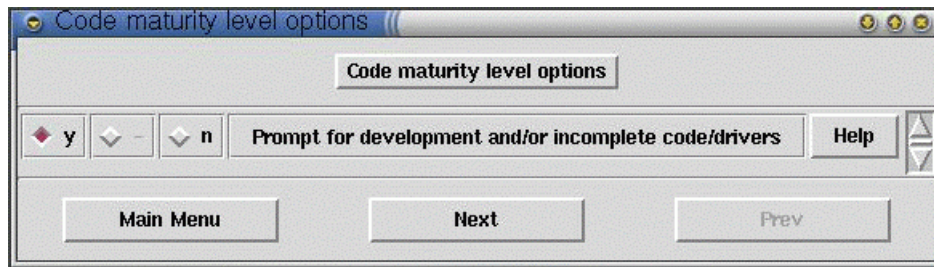 Code maturity level options
Code maturity level options
y - n Prompt for development and/or incomplete code/drivers Help
Main Menu Next Prev